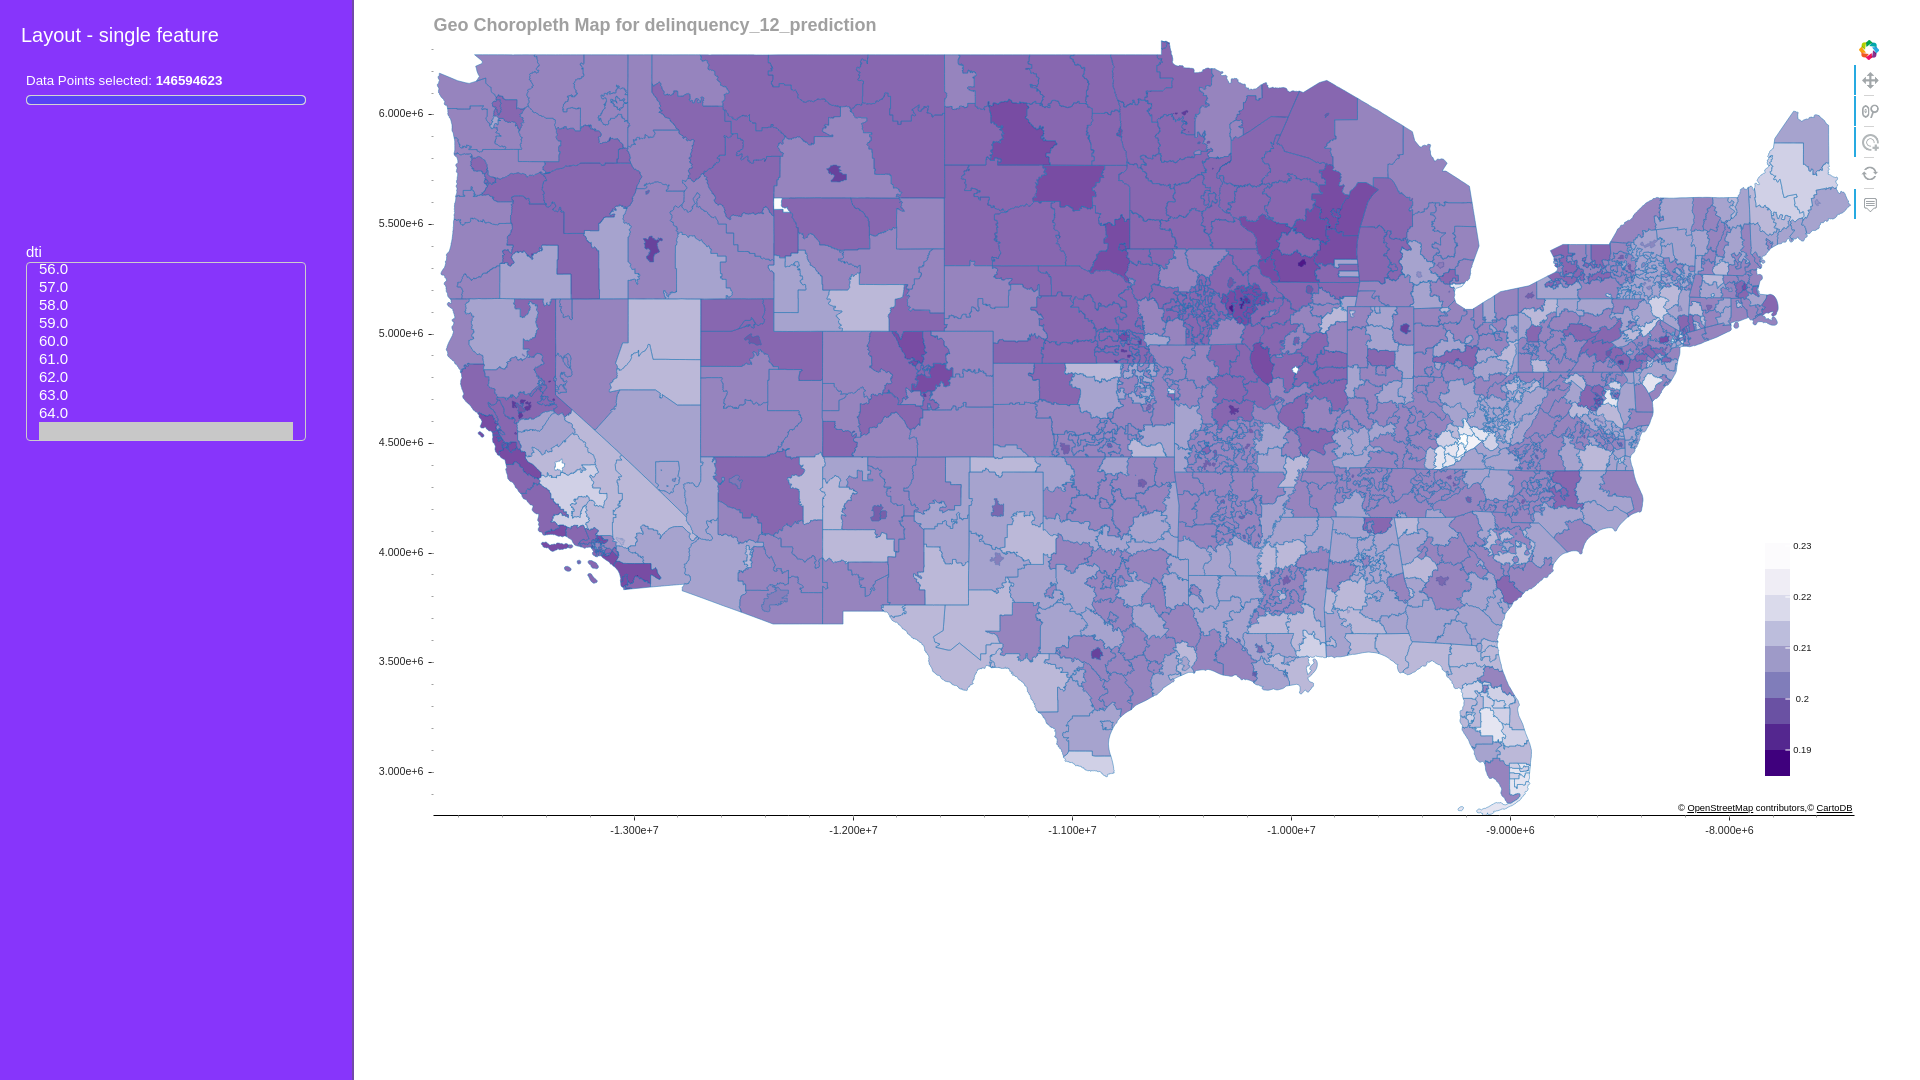 Layout - single feature
Data Points selected: 146594623
dti
56.0
57.0
58.0
59.0
60.0
61.0
62.0
63.0
64.0
Geo Choropleth Map for delinquency_12_prediction
6.000e+6
5.500e+6
5.000e+6
4.500e+6
4.000e+6
3.500e+6
3.000e+6
-1.300e+7
-1.200e+7
-1.100e+7
-1.000e+7
-9.000e+6
-8.000e+6
0.23
0.22
0.21
0.2
0.19
© OpenStreetMap contributors,© CartoDB